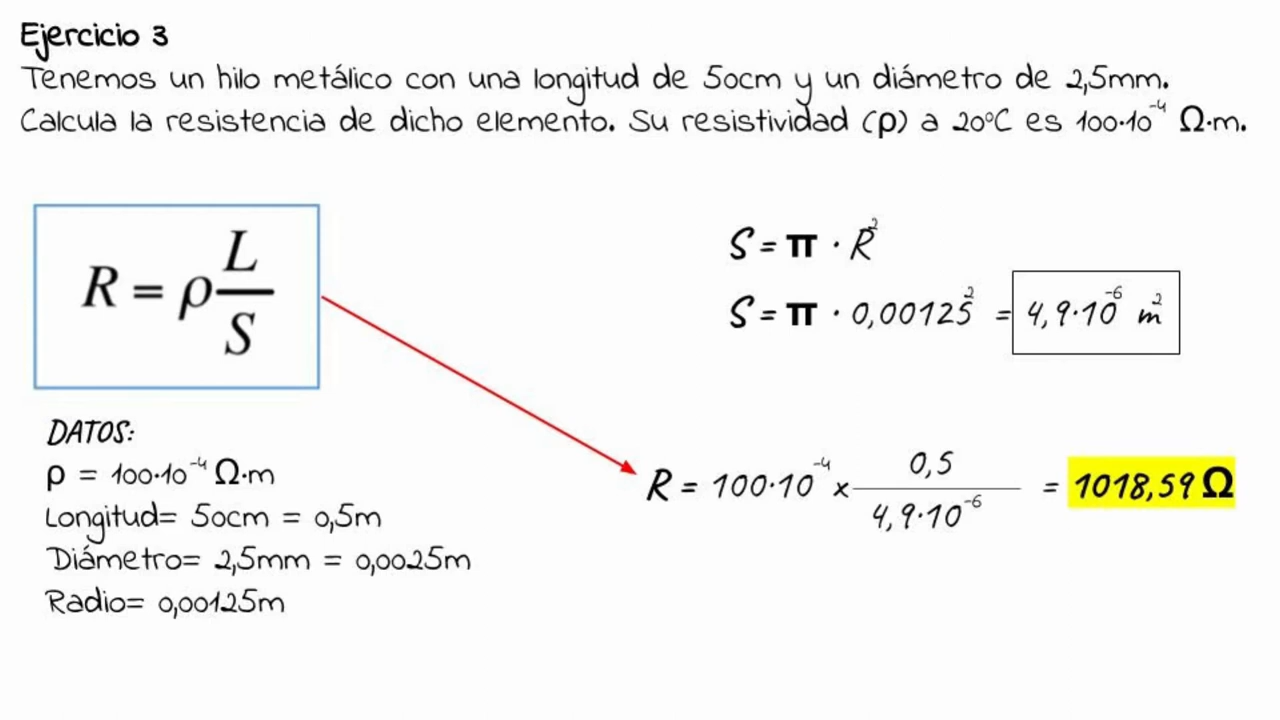 Ejercicio 3
Tenemos un hilo metálico con una longitud de 50cm y un diámetro de 2,5mm.
Calcula la resistencia de dicho elemento. Su resistividad (ρ) a 20ºC es 100·10⁻⁴ Ω·m.
R = ρ L/S
S = π · R²
S = π · 0,00125² = 4,9·10⁻⁶ m²
DATOS:
ρ = 100·10⁻⁴ Ω·m
Longitud= 50cm = 0,5m
Diámetro= 2,5mm = 0,0025m
Radio= 0,00125m
R = 100·10⁻⁴ x 0,5/4,9·10⁻⁶ = 1018,59 Ω